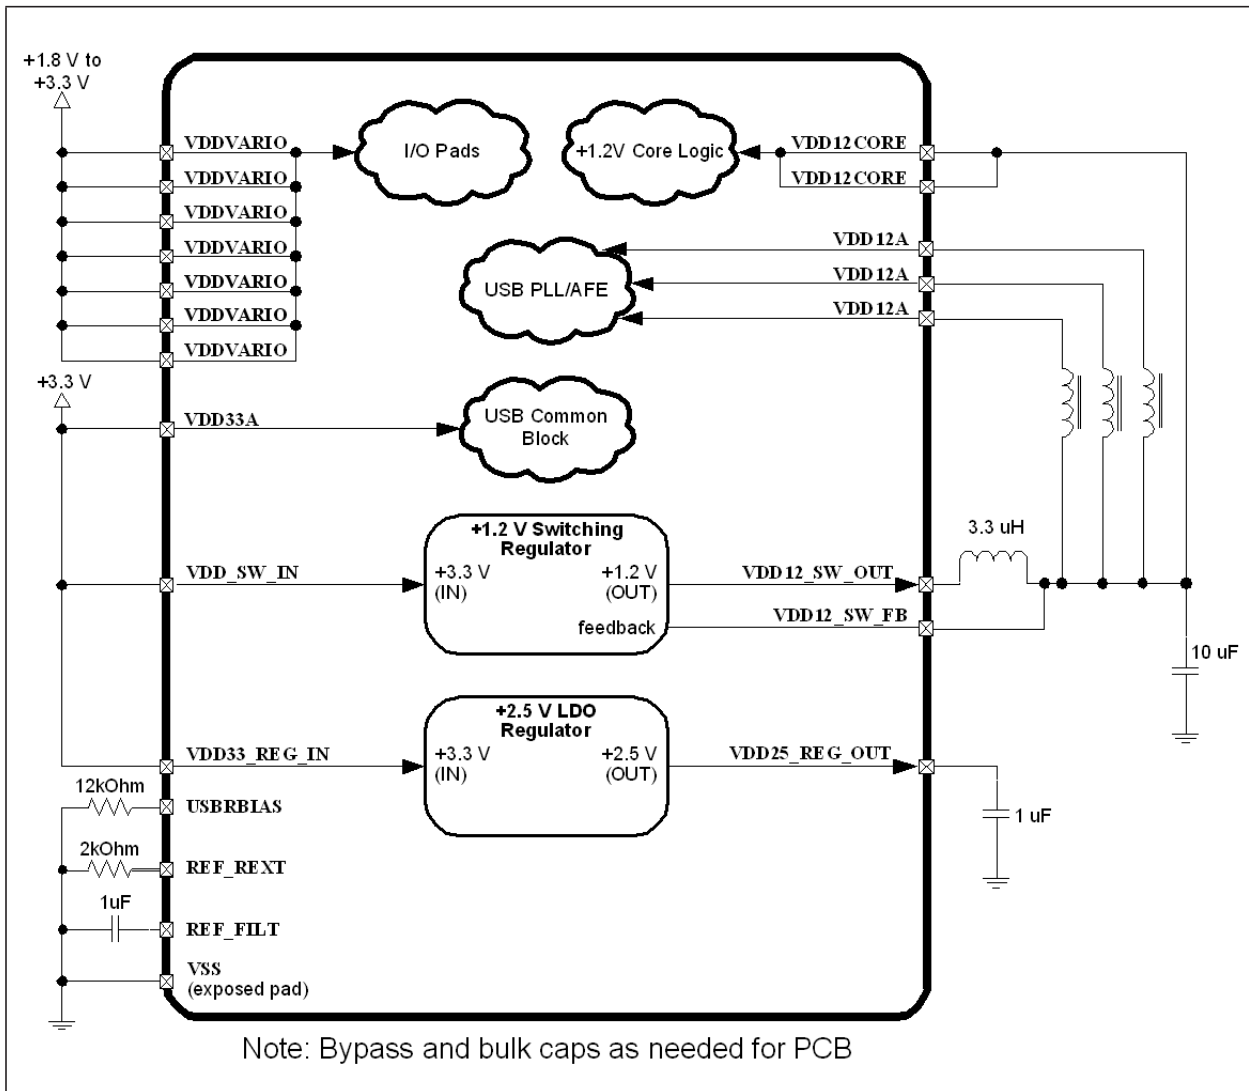 +1.8 V to
+3.3 V
VDDVARIO
VDDVARIO
VDDVARIO
VDDVARIO
VDDVARIO
VDDVARIO
VDDVARIO
I/O Pads
+1.2V Core Logic
VDD12CORE
VDD12CORE
VDD12A
VDD12A
VDD12A
USB PLL/AFE
+3.3 V
VDD33A
USB Common
Block
+1.2 V Switching
Regulator
VDD_SW_IN
+3.3 V
(IN)
+1.2 V
(OUT)
feedback
VDD12_SW_OUT
VDD12_SW_FB
3.3 uH
10 uF
+2.5 V LDO
Regulator
VDD33_REG_IN
+3.3 V
(IN)
+2.5 V
(OUT)
VDD25_REG_OUT
1 uF
12kOhm
USBRBIAS
2kOhm
REF_REXT
1uF
REF_FILT
VSS
(exposed pad)
Note: Bypass and bulk caps as needed for PCB